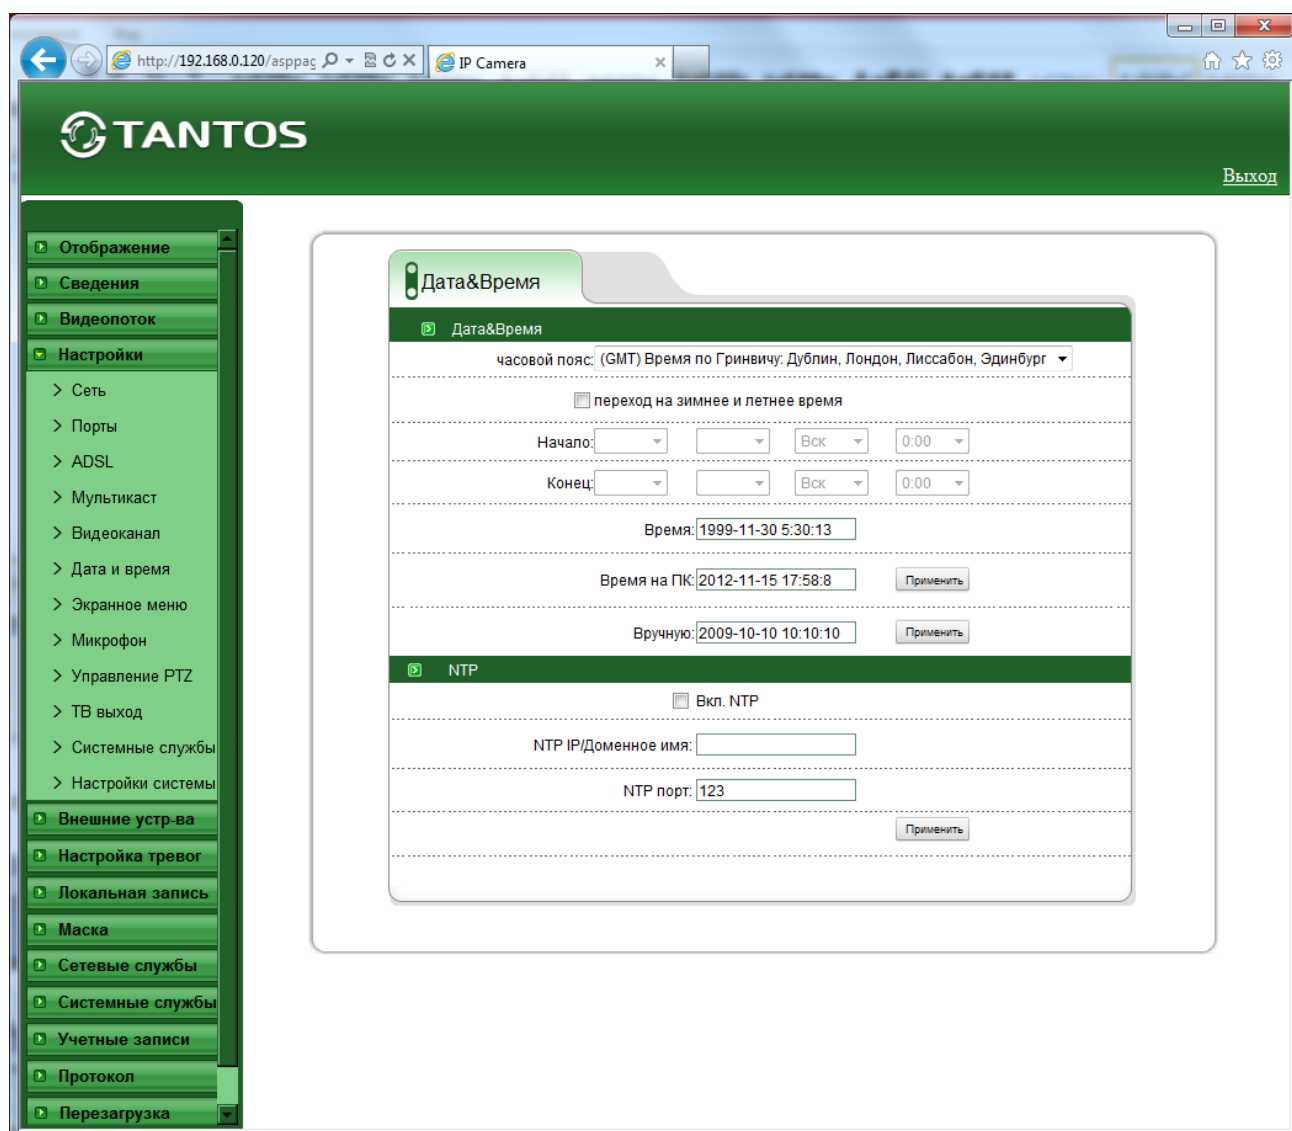 http://192.168.0.120/asppag
IP Camera
TANTOS
Выход
Отображение
Сведения
Видеопоток
Настройки
Сеть
Порты
ADSL
Мультикаст
Видеоканал
Дата и время
Экранное меню
Микрофон
Управление PTZ
ТВ выход
Системные службы
Настройки системы
Внешние устр-ва
Настройка тревог
Локальная запись
Маска
Сетевые службы
Системные службы
Учетные записи
Протокол
Перезагрузка
Дата&Время
Дата&Время
часовой пояс: (GMT) Время по Гринвичу: Дублин, Лондон, Лиссабон, Эдинбург
переход на зимнее и летнее время
Начало: Вск 0:00
Конец: Вск 0:00
Время: 1999-11-30 5:30:13
Время на ПК: 2012-11-15 17:58:8 Применить
Вручную: 2009-10-10 10:10:10 Применить
NTP
Вкл. NTP
NTP IP/Доменное имя:
NTP порт: 123
Применить